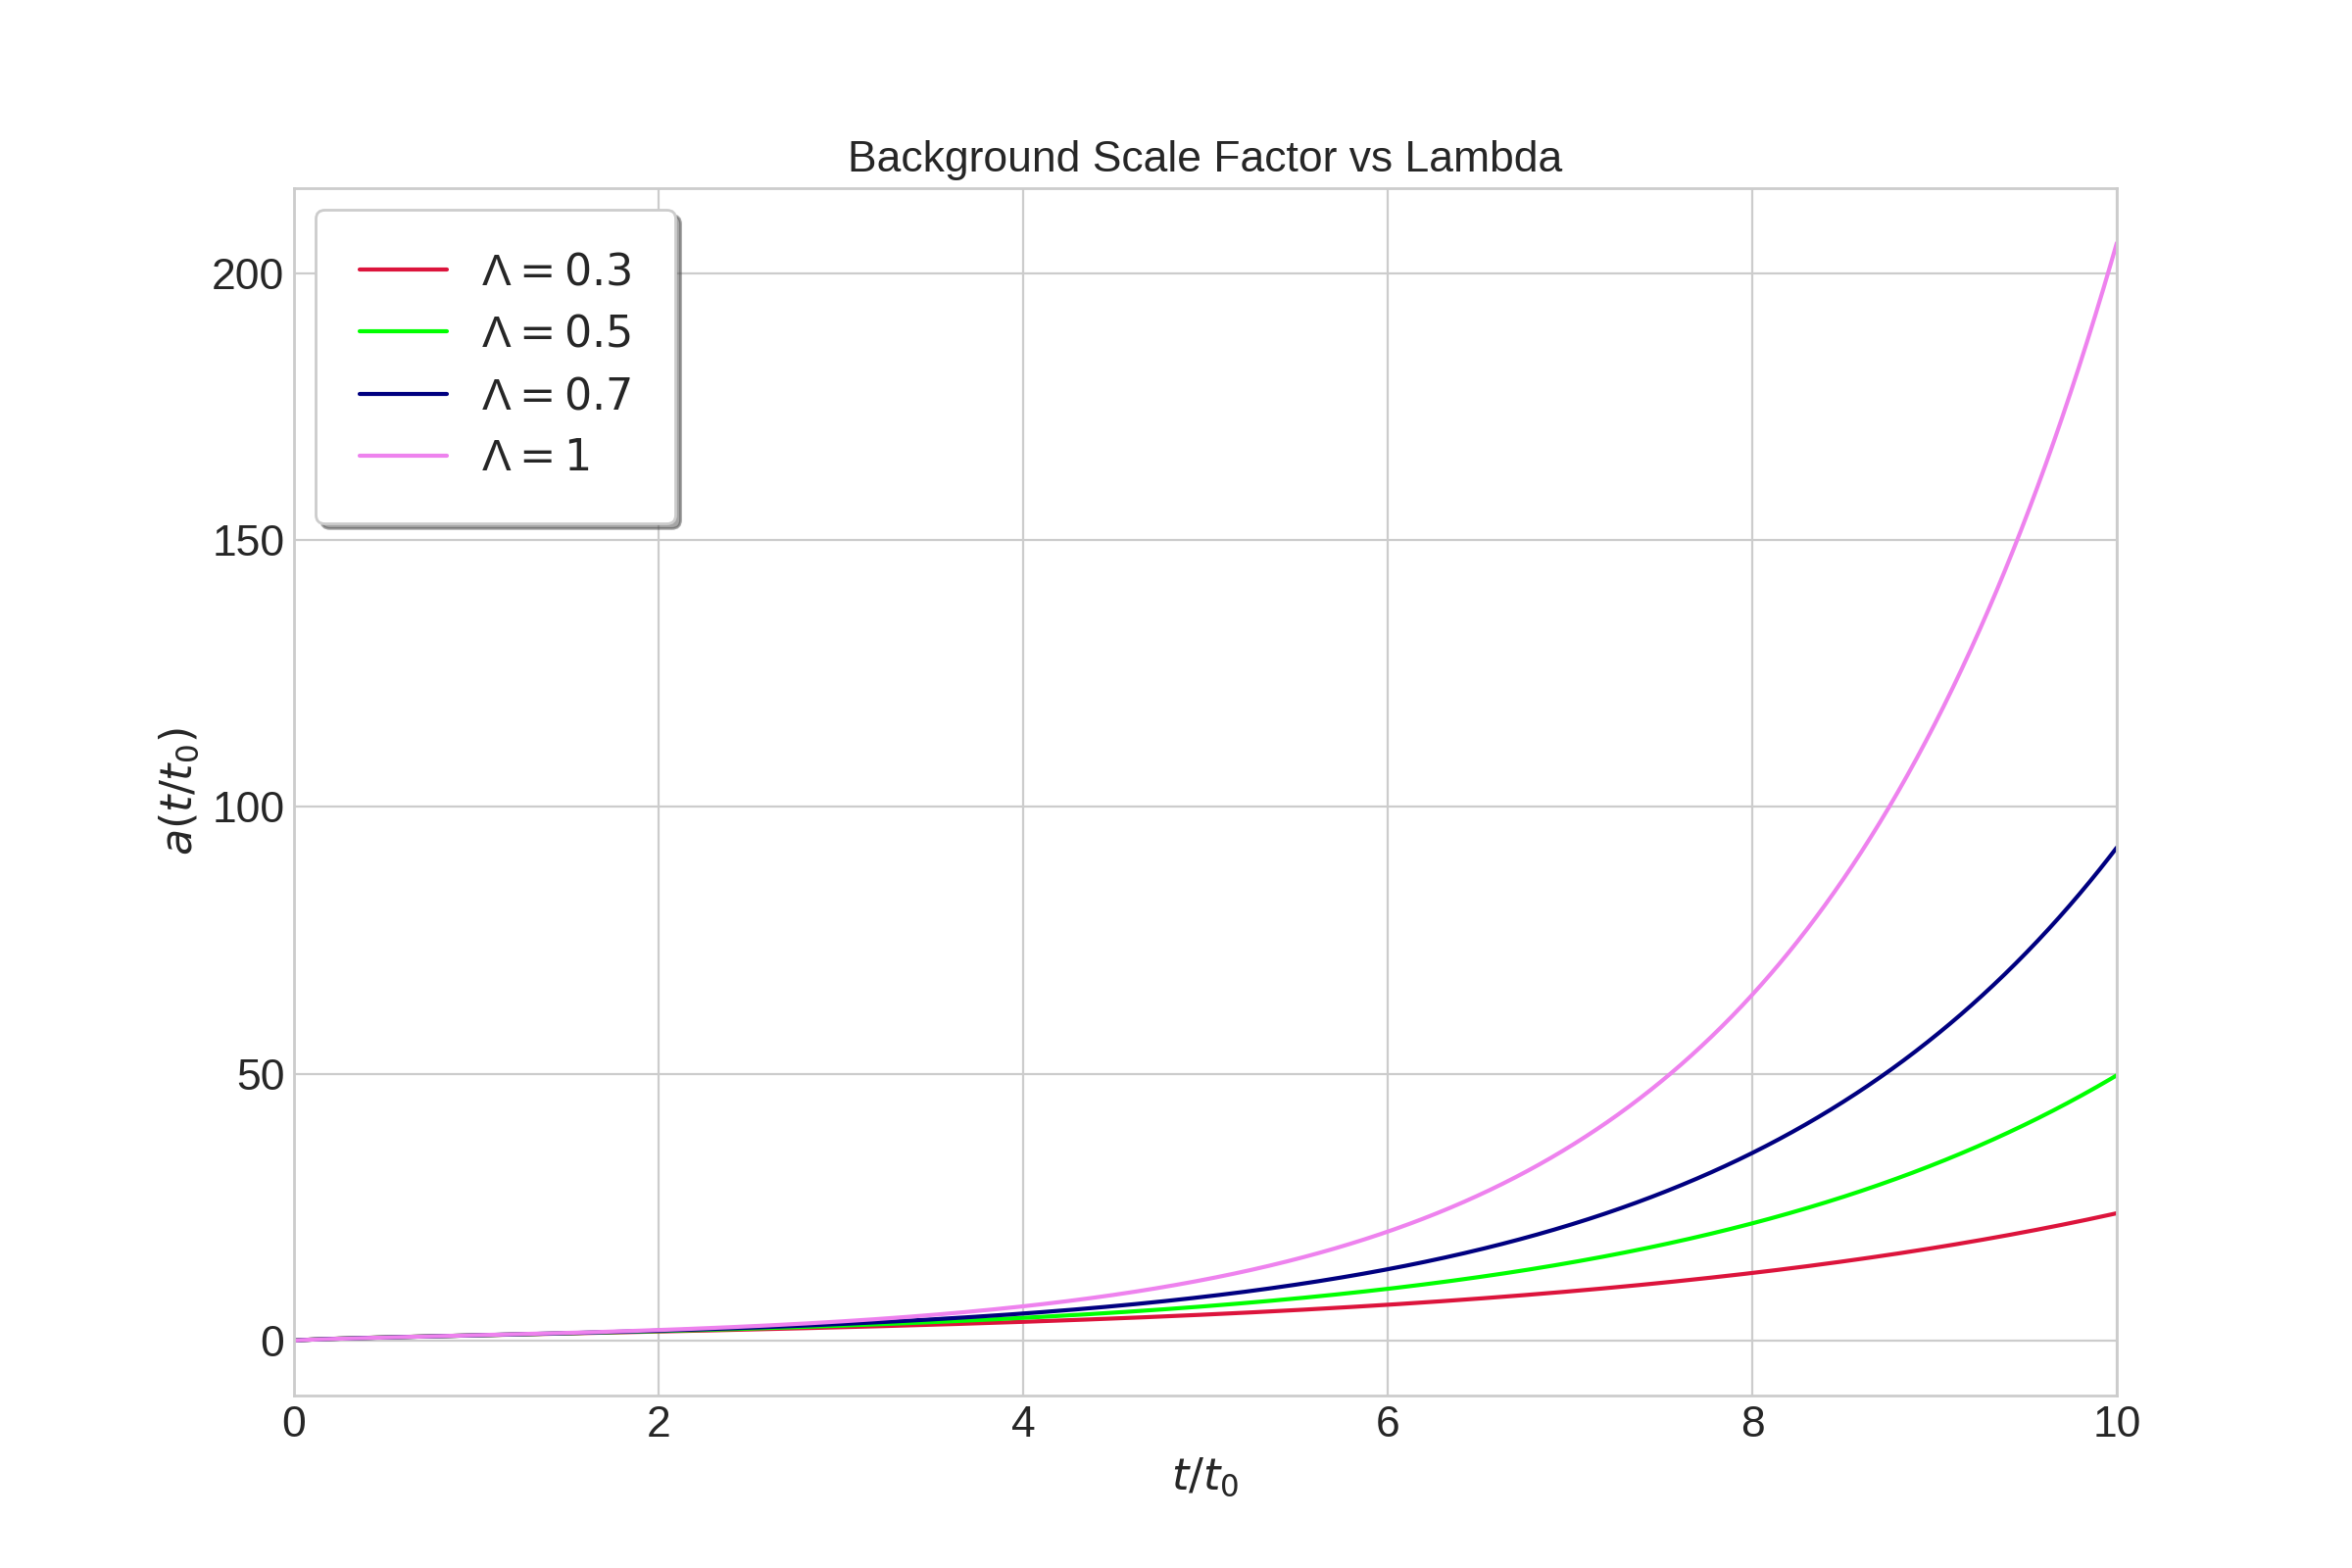 Background Scale Factor vs Lambda
Λ = 0.3
Λ = 0.5
Λ = 0.7
Λ = 1
200
150
100
50
0
a(t/t₀)
0 2 4 6 8 10
t/t₀